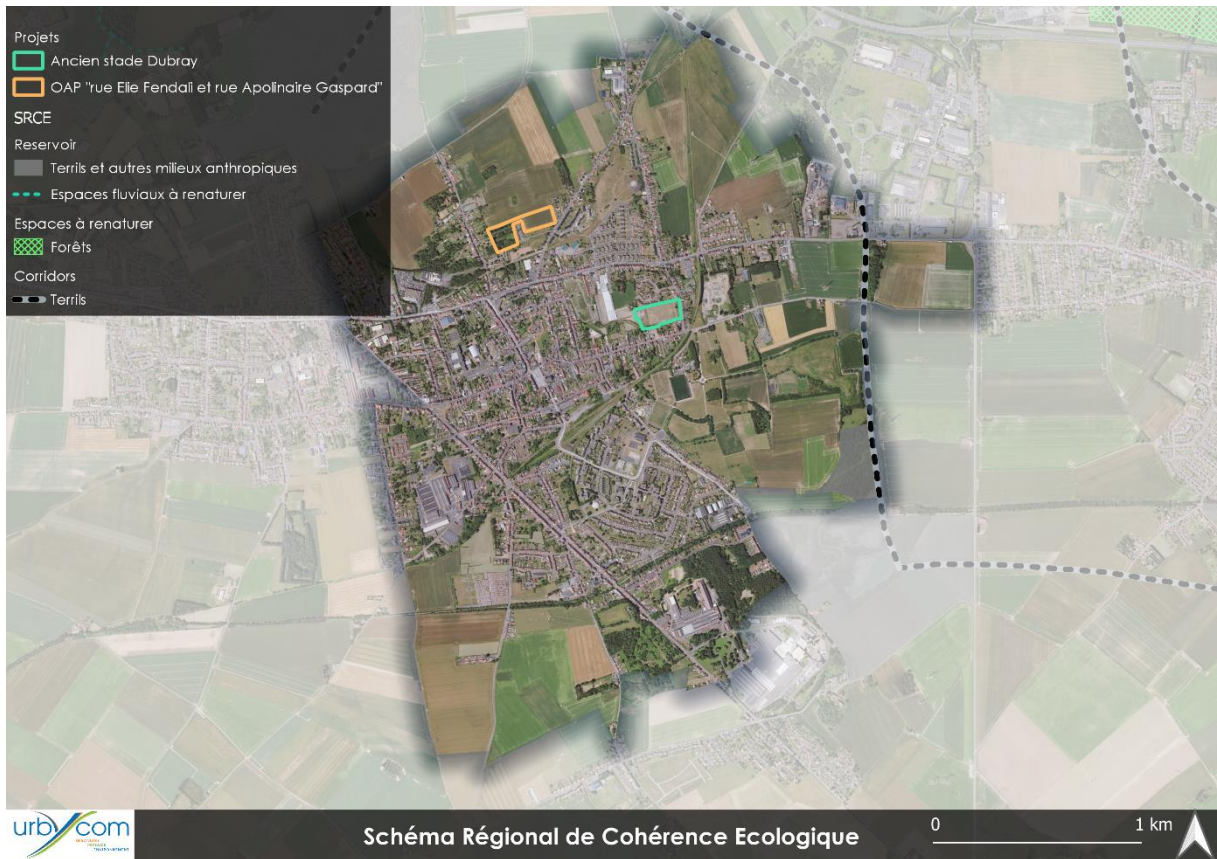 Projets
Ancien stade Dubray
OAP "rue Elie Fendali et rue Apolinaire Gaspard"
SRCE
Reservoir
Terrils et autres milieux anthropiques
Espaces fluviaux à renaturer
Espaces à renaturer
Forêts
Corridors
Terrils
urbycom
Schéma Régional de Cohérence Ecologique
0 1 km